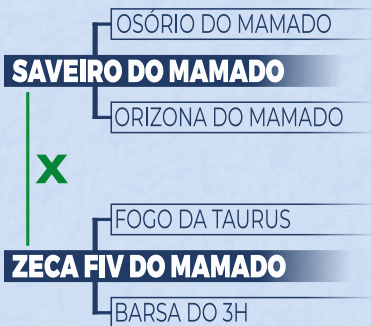 OSÓRIO DO MAMADO
SAVEIRO DO MAMADO
ORIZONA DO MAMADO
X
FOGO DA TAURUS
ZECA FIV DO MAMADO
BARSA DO 3H